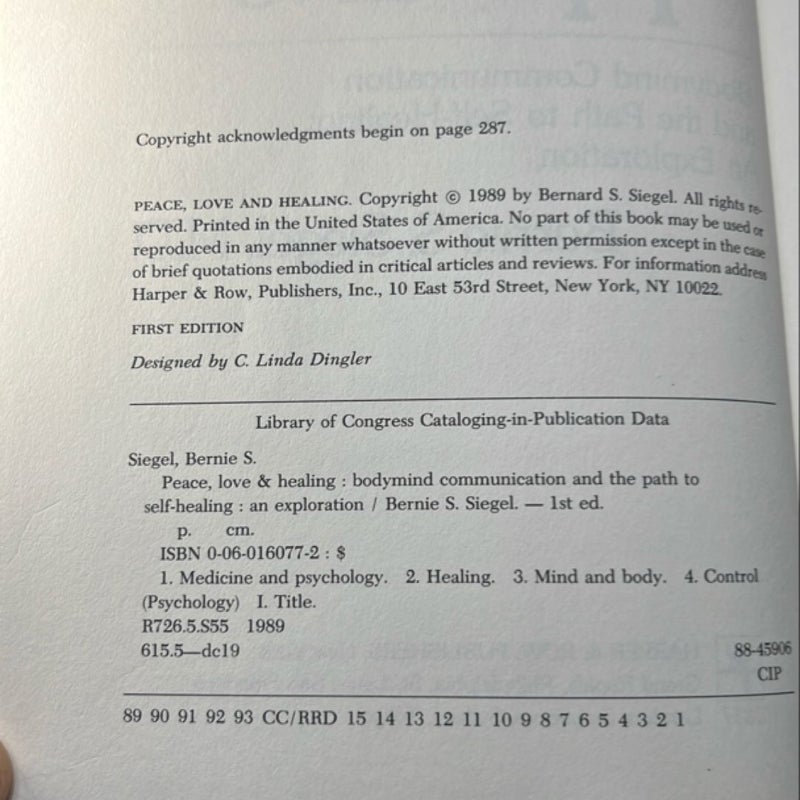 Copyright acknowledgments begin on page 287.
PEACE, LOVE AND HEALING. Copyright © 1989 by Bernard S. Siegel. All rights re-
served. Printed in the United States of America. No part of this book may be used or
reproduced in any manner whatsoever without written permission except in the case
of brief quotations embodied in critical articles and reviews. For information address
Harper & Row, Publishers, Inc., 10 East 53rd Street, New York, NY 10022.
FIRST EDITION
Designed by C. Linda Dingler
Library of Congress Cataloging-in-Publication Data
Siegel, Bernie S.
Peace, love & healing : bodymind communication and the path to
self-healing : an exploration / Bernie S. Siegel. — 1st ed.
p. cm.
ISBN 0-06-016077-2 : $
1. Medicine and psychology. 2. Healing. 3. Mind and body. 4. Control
(Psychology) I. Title.
R726.5.S55 1989
615.5—dc19 88-45906
CIP
89 90 91 92 93 CC/RRD 15 14 13 12 11 10 9 8 7 6 5 4 3 2 1